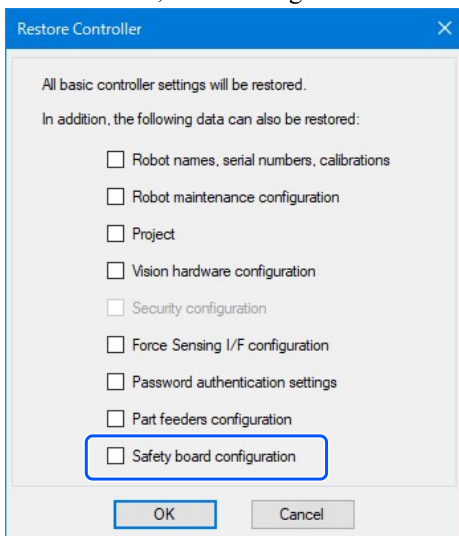 Restore Controller
All basic controller settings will be restored.
In addition, the following data can also be restored:
Robot names, serial numbers, calibrations
Robot maintenance configuration
Project
Vision hardware configuration
Security configuration
Force Sensing I/F configuration
Password authentication settings
Part feeders configuration
Safety board configuration
OK
Cancel